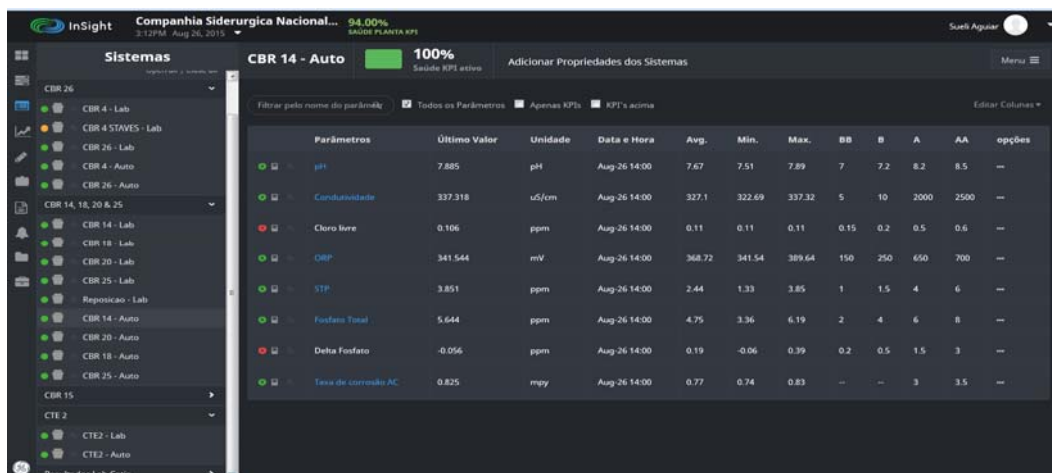 InSight
Companhia Siderurgica Nacional... 94.00%
3:12PM Aug 26, 2015 SAÚDE PLANTA KPI
Sueli Aguiar
Sistemas
CBR 14 - Auto
100%
Saúde KPI ativo
Adicionar Propriedades dos Sistemas
Menu
CBR 26
CBR 4 - Lab
CBR 4 STAVES - Lab
CBR 26 - Lab
CBR 4 - Auto
CBR 26 - Auto
CBR 14, 18, 20 & 25
CBR 14 - Lab
CBR 18 - Lab
CBR 20 - Lab
CBR 25 - Lab
Reposicao - Lab
CBR 14 - Auto
CBR 20 - Auto
CBR 18 - Auto
CBR 25 - Auto
CBR 15
CTE 2
CTE2 - Lab
CTE2 - Auto
Filtrar pelo nome do parâm Todos os Parâmetros Apenas KPIs KPI's acima Editar Colunas
Parâmetros Último Valor Unidade Data e Hora Avg. Min. Max. BB B A AA opções
pH 7.885 pH Aug-26 14:00 7.67 7.51 7.89 7 7.2 8.2 8.5 ---
Condutividade 337.318 uS/cm Aug-26 14:00 327.1 322.69 337.32 5 10 2000 2500 ---
Cloro livre 0.106 ppm Aug-26 14:00 0.11 0.11 0.11 0.15 0.2 0.5 0.6 ---
ORP 341.544 mV Aug-26 14:00 368.72 341.54 389.64 150 250 650 700 ---
STP 3.851 ppm Aug-26 14:00 2.44 1.33 3.85 1 1.5 4 6 ---
Fosfato Total 5.644 ppm Aug-26 14:00 4.75 3.36 6.19 2 4 6 8 ---
Delta Fosfato -0.056 ppm Aug-26 14:00 0.19 -0.06 0.39 0.2 0.5 1.5 3 ---
Taxa de corrosão AC 0.825 mpy Aug-26 14:00 0.77 0.74 0.83 -- -- 3 3.5 ---